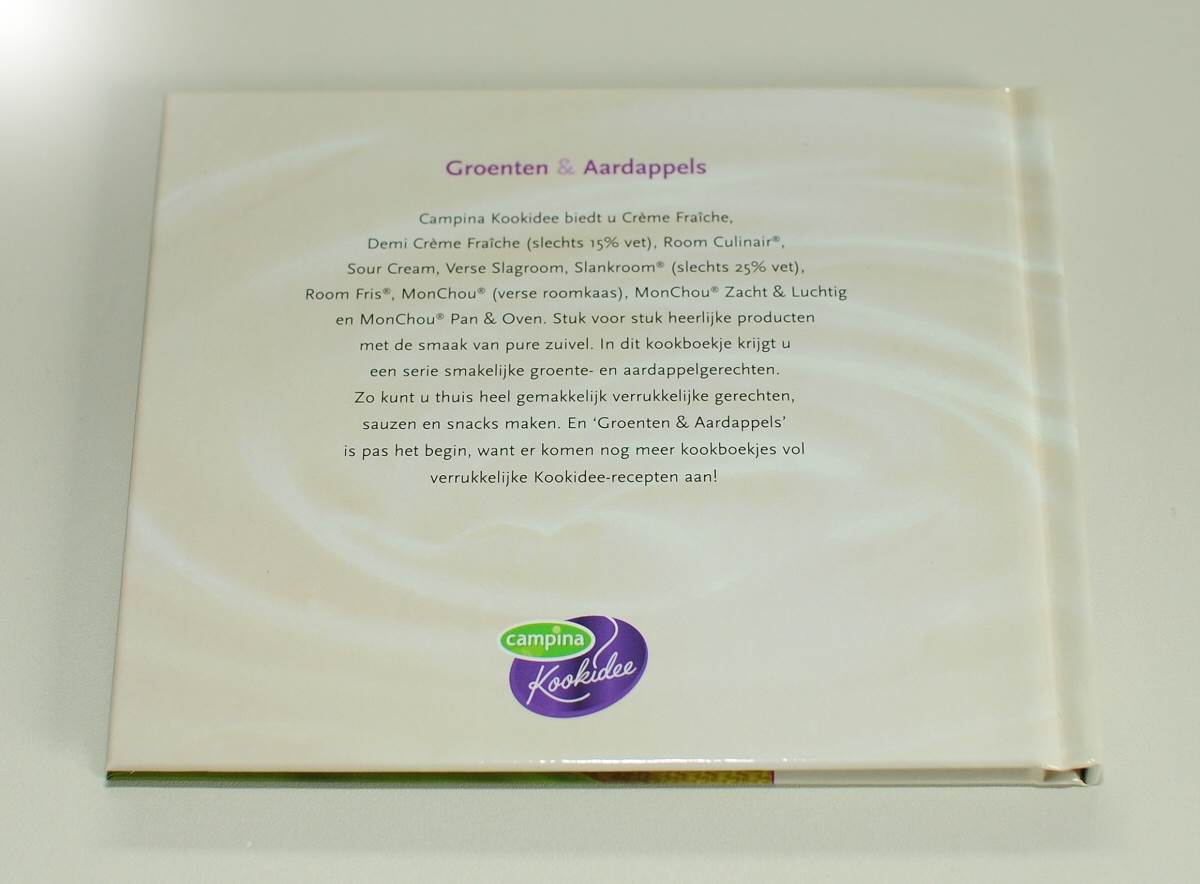 Groenten & Aardappels
Campina Kookidee biedt u Crème Fraîche,
Demi Crème Fraîche (slechts 15% vet), Room Culinair®,
Sour Cream, Verse Slagroom, Slankroom® (slechts 25% vet),
Room Fris®, MonChou® (verse roomkaas), MonChou® Zacht & Luchtig
en MonChou® Pan & Oven. Stuk voor stuk heerlijke producten
met de smaak van pure zuivel. In dit kookboekje krijgt u
een serie smakelijke groente- en aardappelgerechten.
Zo kunt u thuis heel gemakkelijk verrukkelijke gerechten,
sauzen en snacks maken. En ‘Groenten & Aardappels’
is pas het begin, want er komen nog meer kookboekjes vol
verrukkelijke Kookidee-recepten aan!
campina
Kookidee